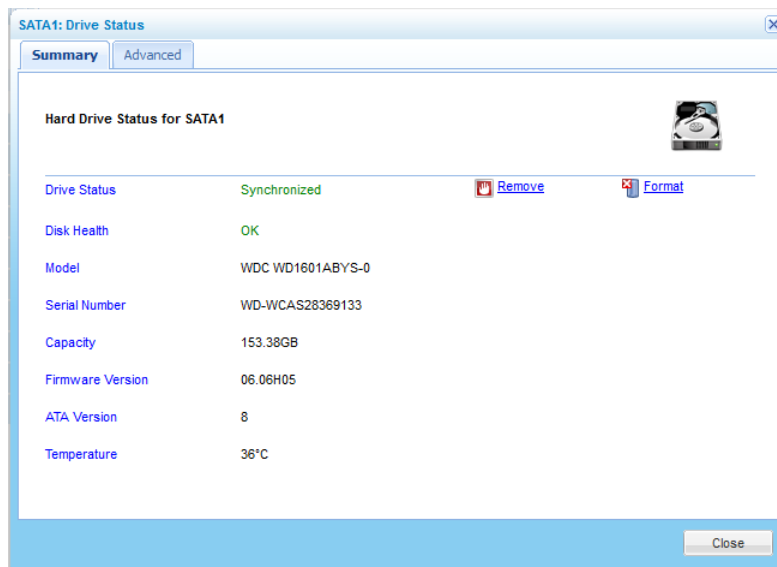 SATA1: Drive Status
Summary Advanced
Hard Drive Status for SATA1
Drive Status Synchronized Remove Format
Disk Health OK
Model WDC WD1601ABYS-0
Serial Number WD-WCAS28369133
Capacity 153.38GB
Firmware Version 06.06H05
ATA Version 8
Temperature 36°C
Close